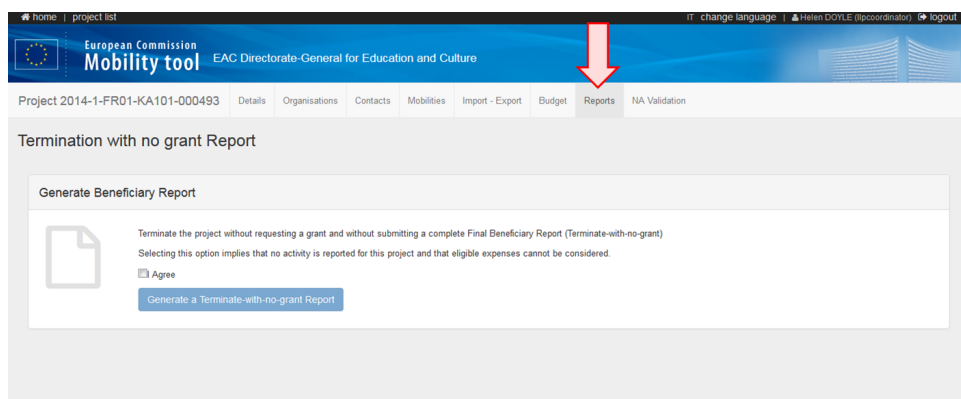 home | project list IT change language | Helen DOYLE (llpcoordinator) logout
European Commission
Mobility tool EAC Directorate-General for Education and Culture
Project 2014-1-FR01-KA101-000493 Details Organisations Contacts Mobilities Import - Export Budget Reports NA Validation
Termination with no grant Report
Generate Beneficiary Report
Terminate the project without requesting a grant and without submitting a complete Final Beneficiary Report (Terminate-with-no-grant)
Selecting this option implies that no activity is reported for this project and that eligible expenses cannot be considered.
Agree
Generate a Terminate-with-no-grant Report